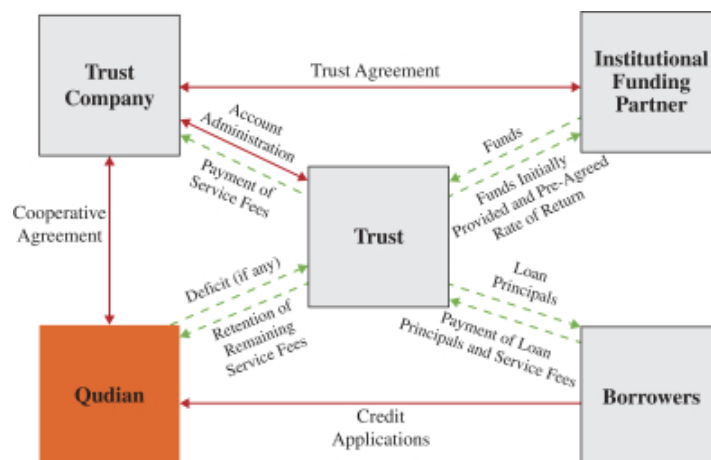 Trust
Company
Trust Agreement
Institutional
Funding
Partner
Account
Administration
Payment of
Service Fees
Funds
Funds Initially
Provided and Pre-Agreed
Rate of Return
Cooperative
Agreement
Trust
Deficit (if any)
Retention of
Remaining
Service Fees
Loan
Principals
Payment of Loan
Principals and Service Fees
Qudian
Credit
Applications
Borrowers